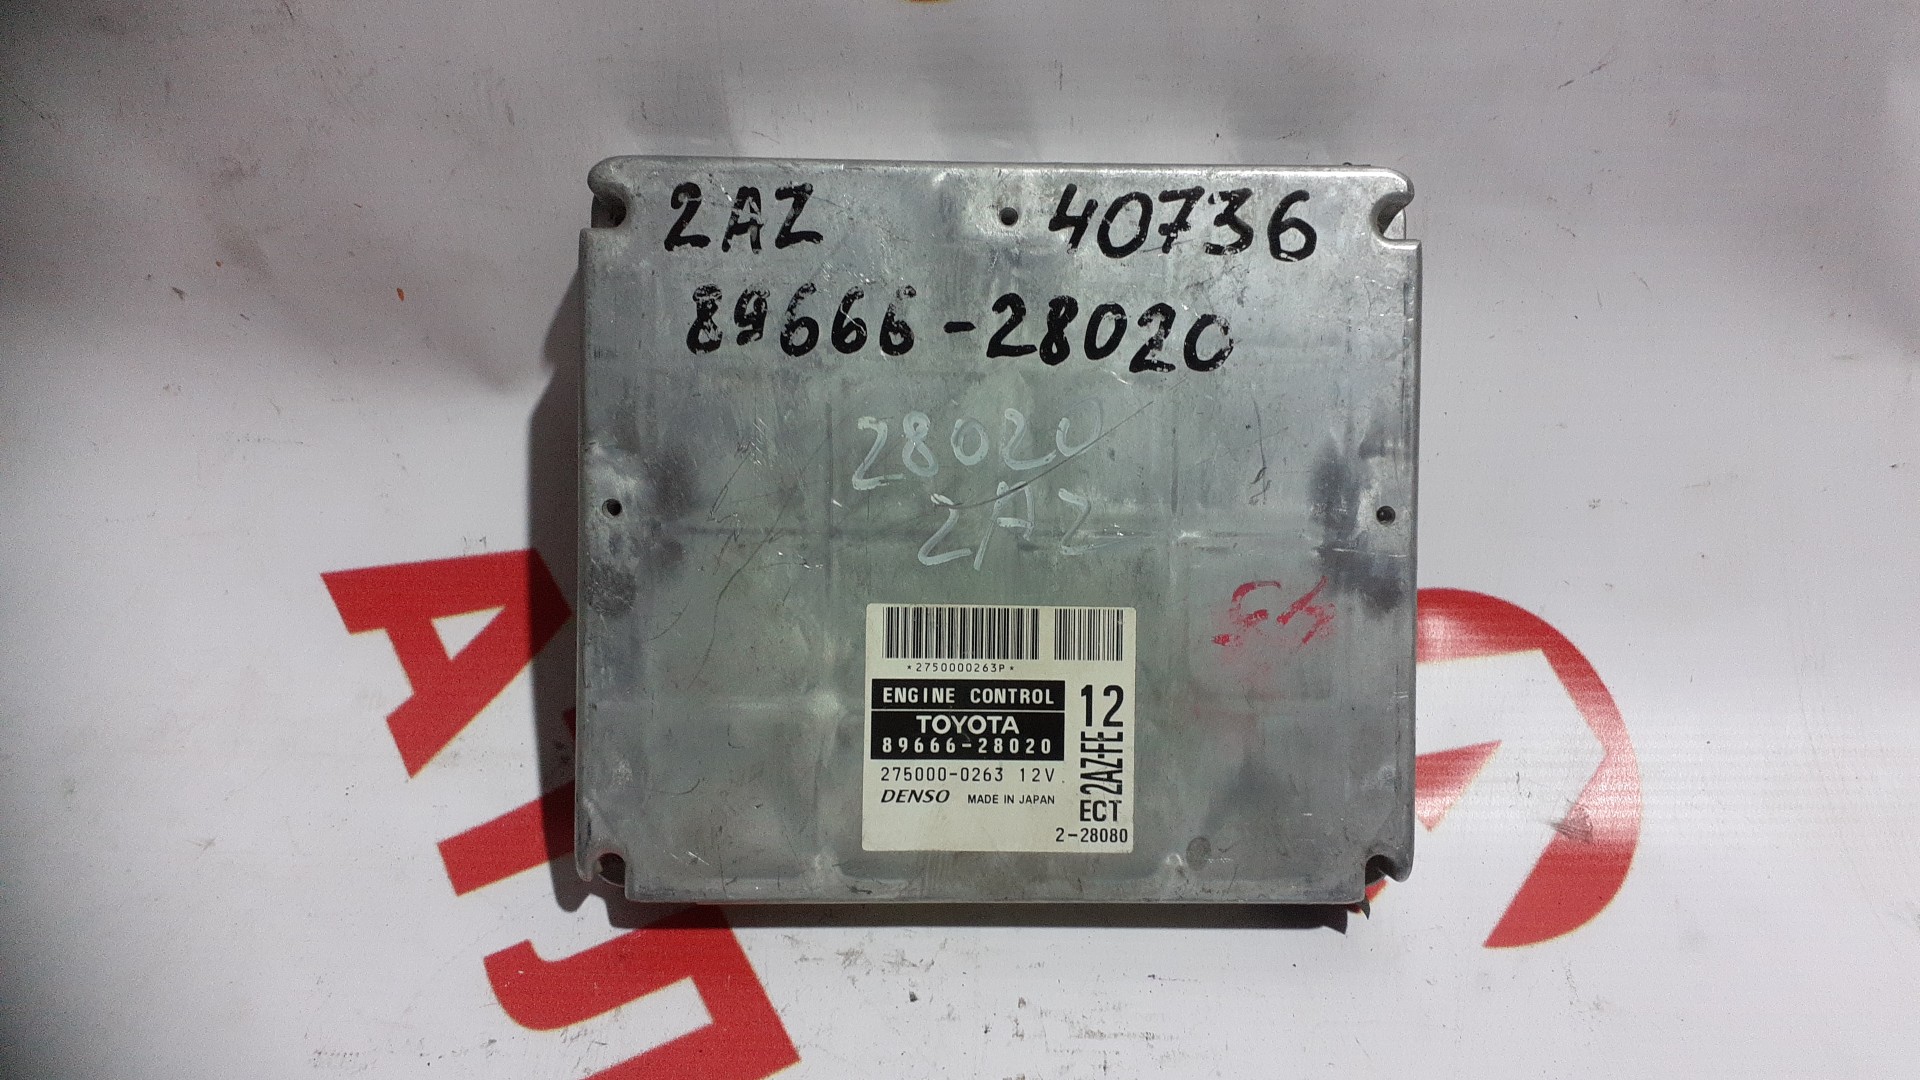 2AZ 40736
89666-28020
28020
2AZ
*2750000263P*
ENGINE CONTROL
TOYOTA
89666-28020
275000-0263 12V
DENSO MADE IN JAPAN
12
2AZ-FE
ECT
2-28080